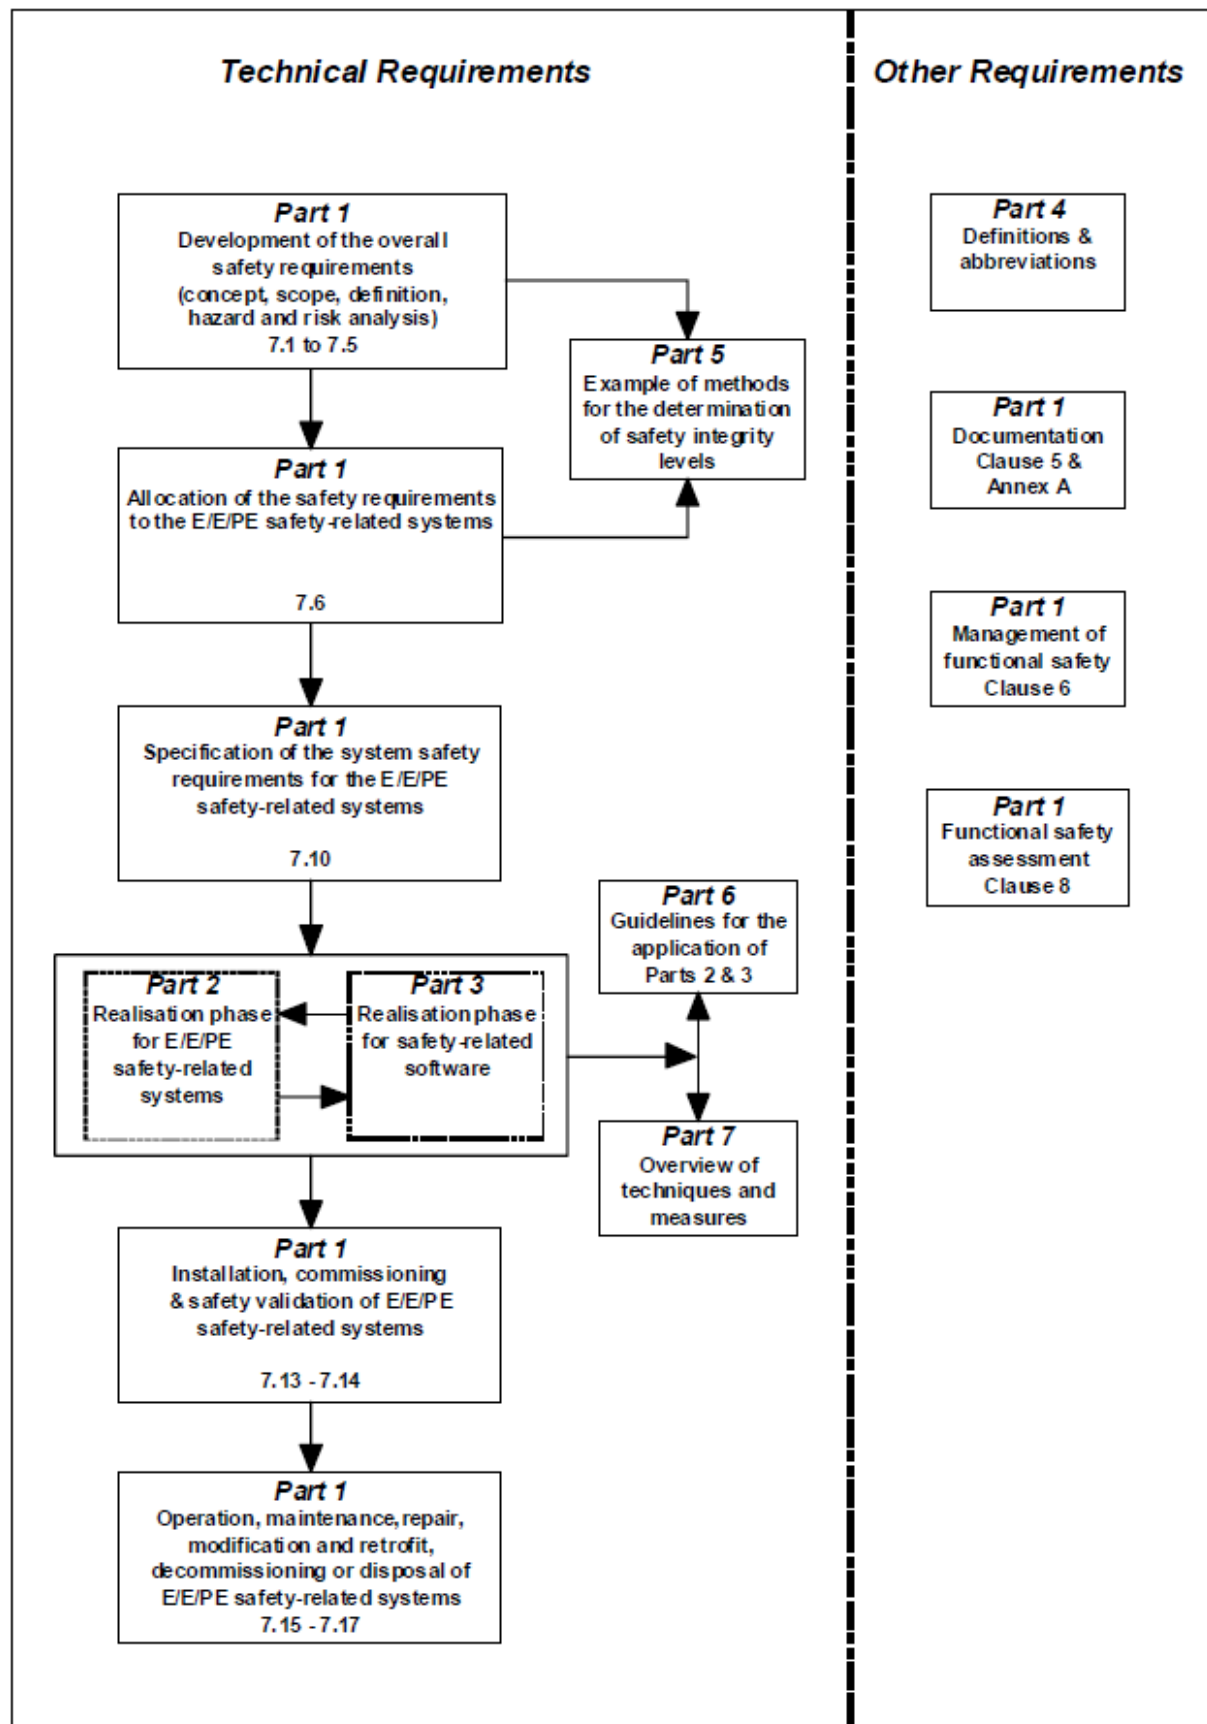 Technical Requirements
Other Requirements
Part 1
Development of the overall
safety requirements
(concept, scope, definition,
hazard and risk analysis)
7.1 to 7.5
Part 5
Example of methods
for the determination
of safety integrity
levels
Part 1
Allocation of the safety requirements
to the E/E/PE safety-related systems
7.6
Part 1
Specification of the system safety
requirements for the E/E/PE
safety-related systems
7.10
Part 2
Realisation phase
for E/E/PE
safety-related
systems
Part 3
Realisation phase
for safety-related
software
Part 6
Guidelines for the
application of
Parts 2 & 3
Part 7
Overview of
techniques and
measures
Part 1
Installation, commissioning
& safety validation of E/E/PE
safety-related systems
7.13 - 7.14
Part 1
Operation, maintenance, repair,
modification and retrofit,
decommissioning or disposal of
E/E/PE safety-related systems
7.15 - 7.17
Part 4
Definitions &
abbreviations
Part 1
Documentation
Clause 5 &
Annex A
Part 1
Management of
functional safety
Clause 6
Part 1
Functional safety
assessment
Clause 8